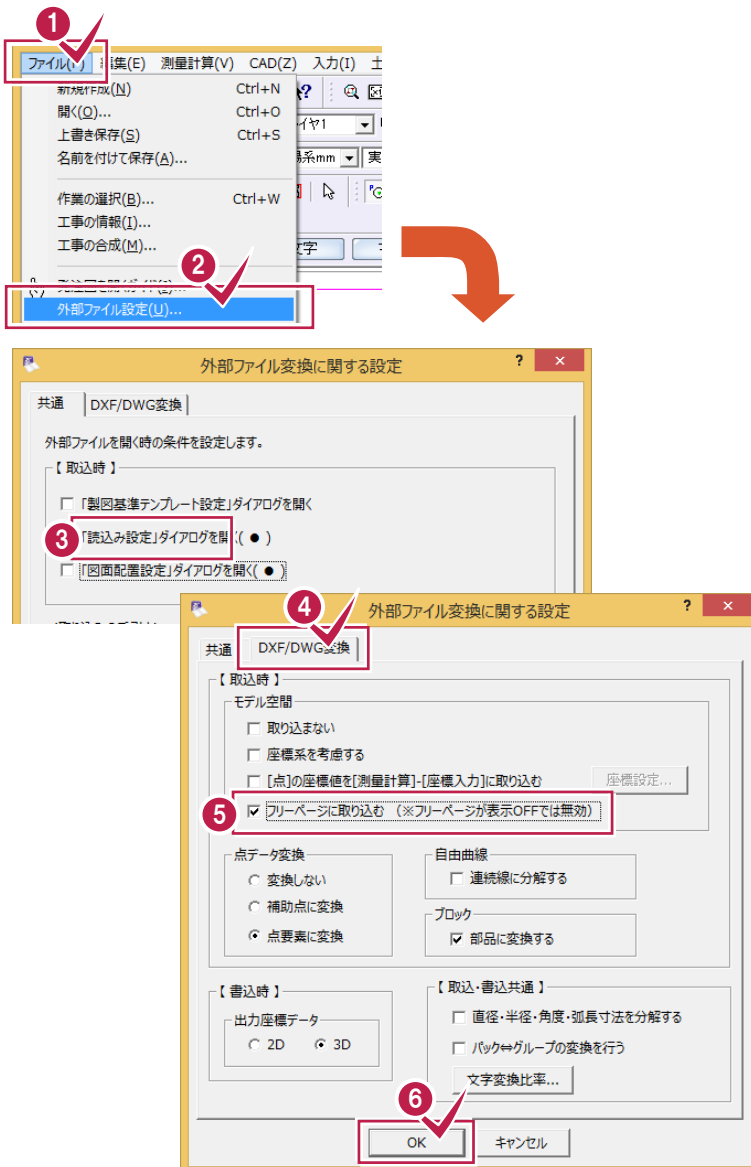 1
ファイル(F) 編集(E) 測量計算(V) CAD(Z) 入力(I) 土
新規作成(N) Ctrl+N
開く(O)... Ctrl+O
上書き保存(S) Ctrl+S
名前を付けて保存(A)...
作業の選択(B)... Ctrl+W
工事の情報(I)...
工事の合成(M)...
イヤ1
系mm 実
文字
2
外部ファイル設定(U)...
外部ファイル変換に関する設定 ? ×
共通 DXF/DWG変換
外部ファイルを開く時の条件を設定します。
【 取込時 】
「製図基準テンプレート設定」ダイアログを開く
3 「読込み設定」ダイアログを開く( ● )
「図面配置設定」ダイアログを開く( ● )
4
外部ファイル変換に関する設定 ? ×
共通 DXF/DWG変換
【 取込時 】
モデル空間
取り込まない
座標系を考慮する
[点]の座標値を[測量計算]-[座標入力]に取り込む 座標設定...
5 フリーページに取り込む (※フリーページが表示OFFでは無効)
点データ変換
変換しない
補助点に変換
点要素に変換
自由曲線
連続線に分解する
ブロック
部品に変換する
【 書込時 】
出力座標データ
2D 3D
【 取込・書込共通 】
直径・半径・角度・弧長寸法を分解する
パック⇔グループの変換を行う
文字変換比率...
6
OK キャンセル